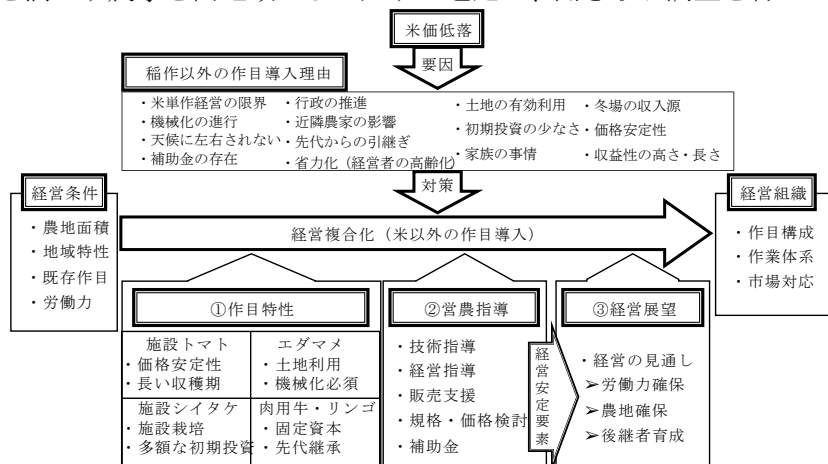 米価低落
要因
稲作以外の作目導入理由
・米単作経営の限界
・機械化の進行
・天候に左右されない
・補助金の存在
・行政の推進
・近隣農家の影響
・先代からの引継ぎ
・省力化（経営者の高齢化）
・土地の有効利用
・初期投資の少なさ
・家族の事情
・冬場の収入源
・価格安定性
・収益性の高さ・長さ
対策
経営条件
・農地面積
・地域特性
・既存作目
・労働力
経営複合化（米以外の作目導入）
経営組織
・作目構成
・作業体系
・市場対応
①作目特性
施設トマト
・価格安定性
・長い収穫期
エダマメ
・土地利用
・機械化必須
施設シイタケ
・施設栽培
・多額な初期投資
肉用牛・リンゴ
・固定資本
・先代継承
②営農指導
・技術指導
・経営指導
・販売支援
・規格・価格検討
・補助金
経営安定要素
③経営展望
・経営の見通し
➢労働力確保
➢農地確保
➢後継者育成